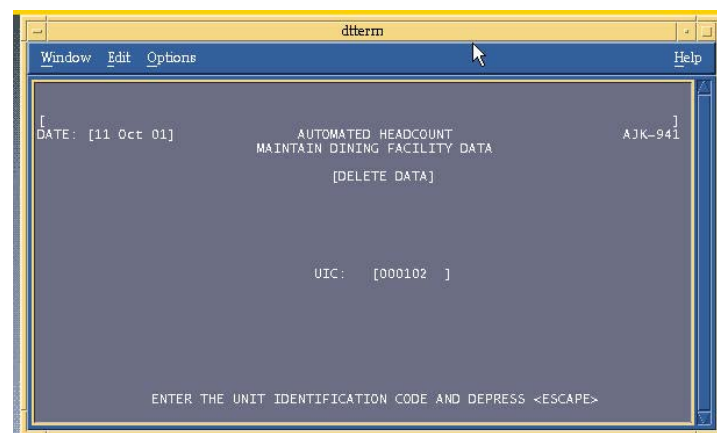 dtterm
Window Edit Options Help
[ ]
DATE: [11 Oct 01] AUTOMATED HEADCOUNT AJK-941
MAINTAIN DINING FACILITY DATA
[DELETE DATA]
UIC: [000102 ]
ENTER THE UNIT IDENTIFICATION CODE AND DEPRESS <ESCAPE>